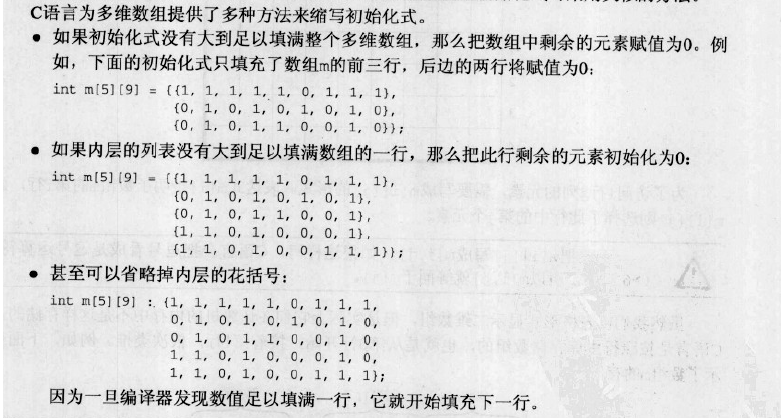 C语言为多维数组提供了多种方法来缩写初始化式。
● 如果初始化式没有大到足以填满整个多维数组，那么把数组中剩余的元素赋值为0。例
如，下面的初始化式只填充了数组m的前三行，后边的两行将赋值为0：
int m[5][9] = {{1, 1, 1, 1, 1, 0, 1, 1, 1},
{0, 1, 0, 1, 0, 1, 0, 1, 0},
{0, 1, 0, 1, 1, 0, 0, 1, 0}};
● 如果内层的列表没有大到足以填满数组的一行，那么把此行剩余的元素初始化为0：
int m[5][9] = {{1, 1, 1, 1, 1, 0, 1, 1, 1},
{0, 1, 0, 1, 0, 1, 0, 1},
{0, 1, 0, 1, 1, 0, 0, 1},
{1, 1, 0, 1, 0, 0, 0, 1},
{1, 1, 0, 1, 0, 0, 1, 1, 1}};
● 甚至可以省略掉内层的花括号：
int m[5][9] : {1, 1, 1, 1, 1, 0, 1, 1, 1,
0, 1, 0, 1, 0, 1, 0, 1, 0,
0, 1, 0, 1, 1, 0, 0, 1, 0,
1, 1, 0, 1, 0, 0, 0, 1, 0,
1, 1, 0, 1, 0, 0, 1, 1, 1};
因为一旦编译器发现数值足以填满一行，它就开始填充下一行。